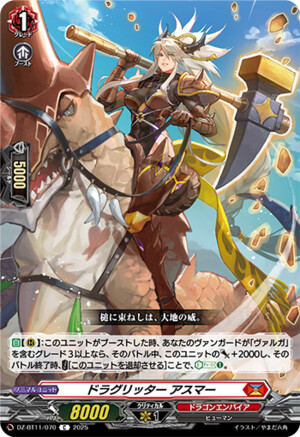 1
グレード
ブースト
5000
シールド
槌に束ねしは、大地の威。
【自】:このユニットがブーストした時、あなたのヴァンガードが「ヴァルガ」
を含むグレード3以上なら、そのバトル中、このユニットの+2000し、その
バトル終了時、このユニットを退却させる。
ノーマルユニット
ドラグリッター アスマー
パワー
8000
クリティカル
1
ドラゴンエンパイア
ヒューマン
DZ-BT11/070 C 2025
イラスト/やまだ六角